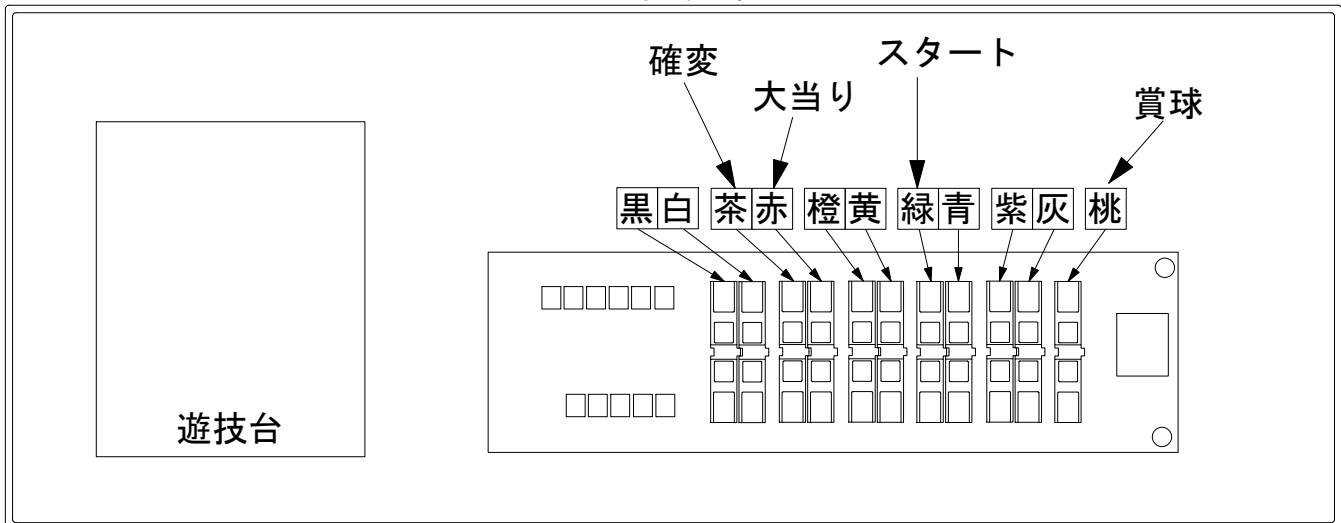 スタート
確変
大当り
賞球
黒白 茶赤 橙黄 緑青 紫灰 桃
遊技台